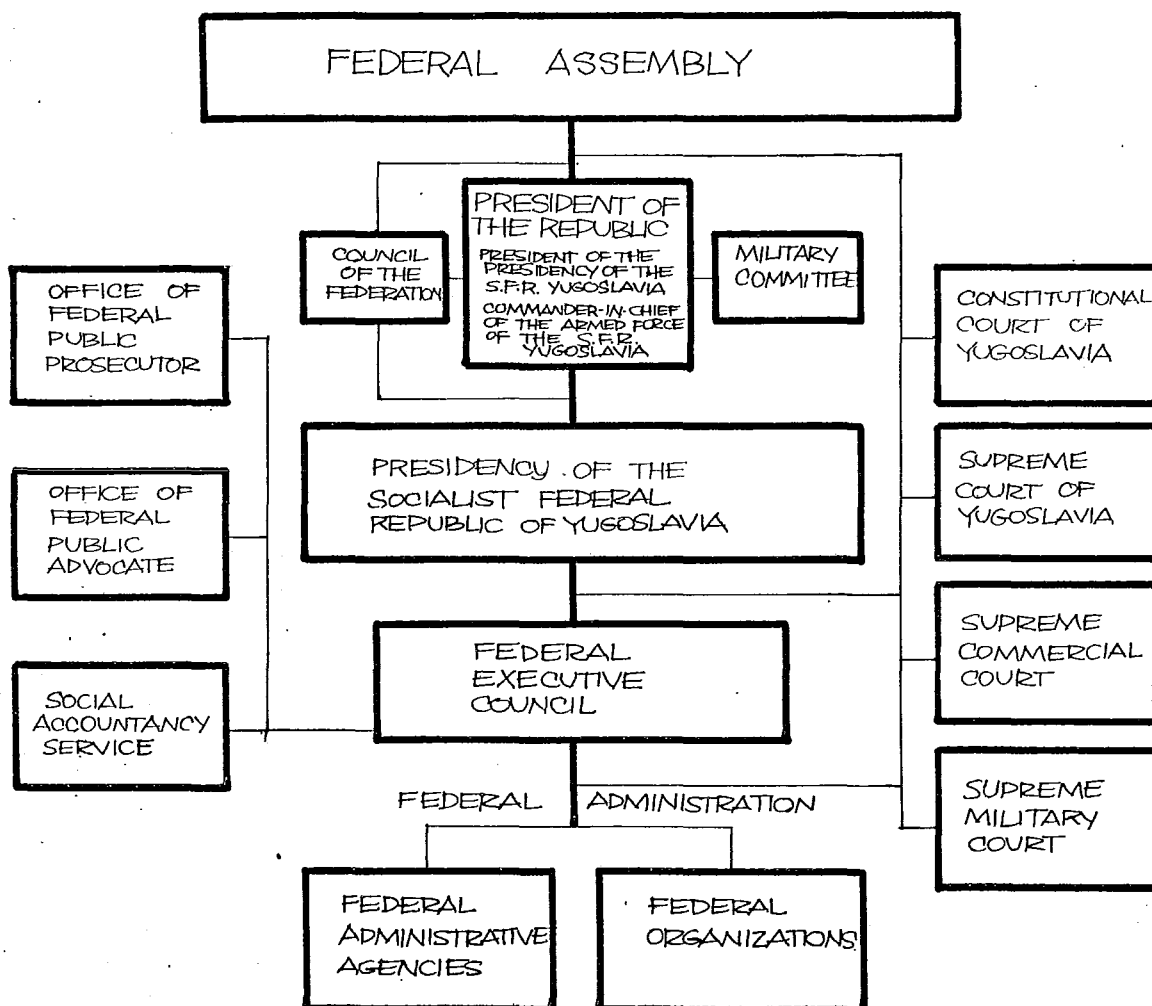 FEDERAL ASSEMBLY
PRESIDENT OF
THE REPUBLIC
PRESIDENT OF THE
PRESIDENCY OF THE
S.F.R. YUGOSLAVIA
COMMANDER-IN-CHIEF
OF THE ARMED FORCE
OF THE S.F.R.
YUGOSLAVIA
COUNCIL
OF THE
FEDERATION
MILITARY
COMMITTEE
OFFICE OF
FEDERAL
PUBLIC
PROSECUTOR
CONSTITUTIONAL
COURT OF
YUGOSLAVIA
PRESIDENCY OF THE
SOCIALIST FEDERAL
REPUBLIC OF YUGOSLAVIA
OFFICE OF
FEDERAL
PUBLIC
ADVOCATE
SUPREME
COURT OF
YUGOSLAVIA
FEDERAL
EXECUTIVE
COUNCIL
SUPREME
COMMERCIAL
COURT
SOCIAL
ACCOUNTANCY
SERVICE
FEDERAL ADMINISTRATION
SUPREME
MILITARY
COURT
FEDERAL
ADMINISTRATIVE
AGENCIES
FEDERAL
ORGANIZATIONS